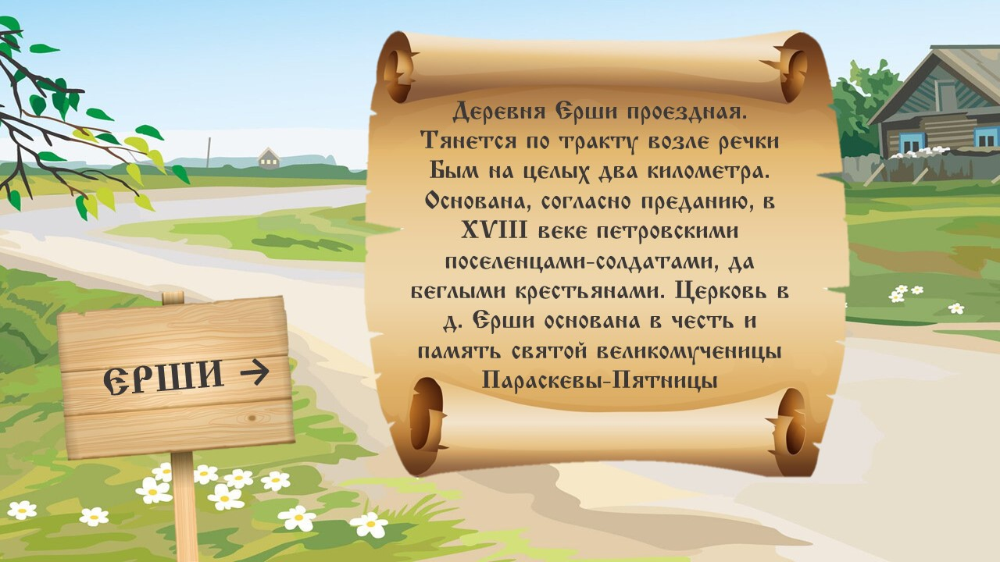 Деревня Ерши проездная.
Тянется по тракту возле речки
Бым на целых два километра.
Основана, согласно преданию, в
XVIII веке петровскими
поселенцами-солдатами, да
беглыми крестьянами. Церковь в
д. Ерши основана в честь и
память святой великомученицы
Параскевы-Пятницы
ЕРШИ →